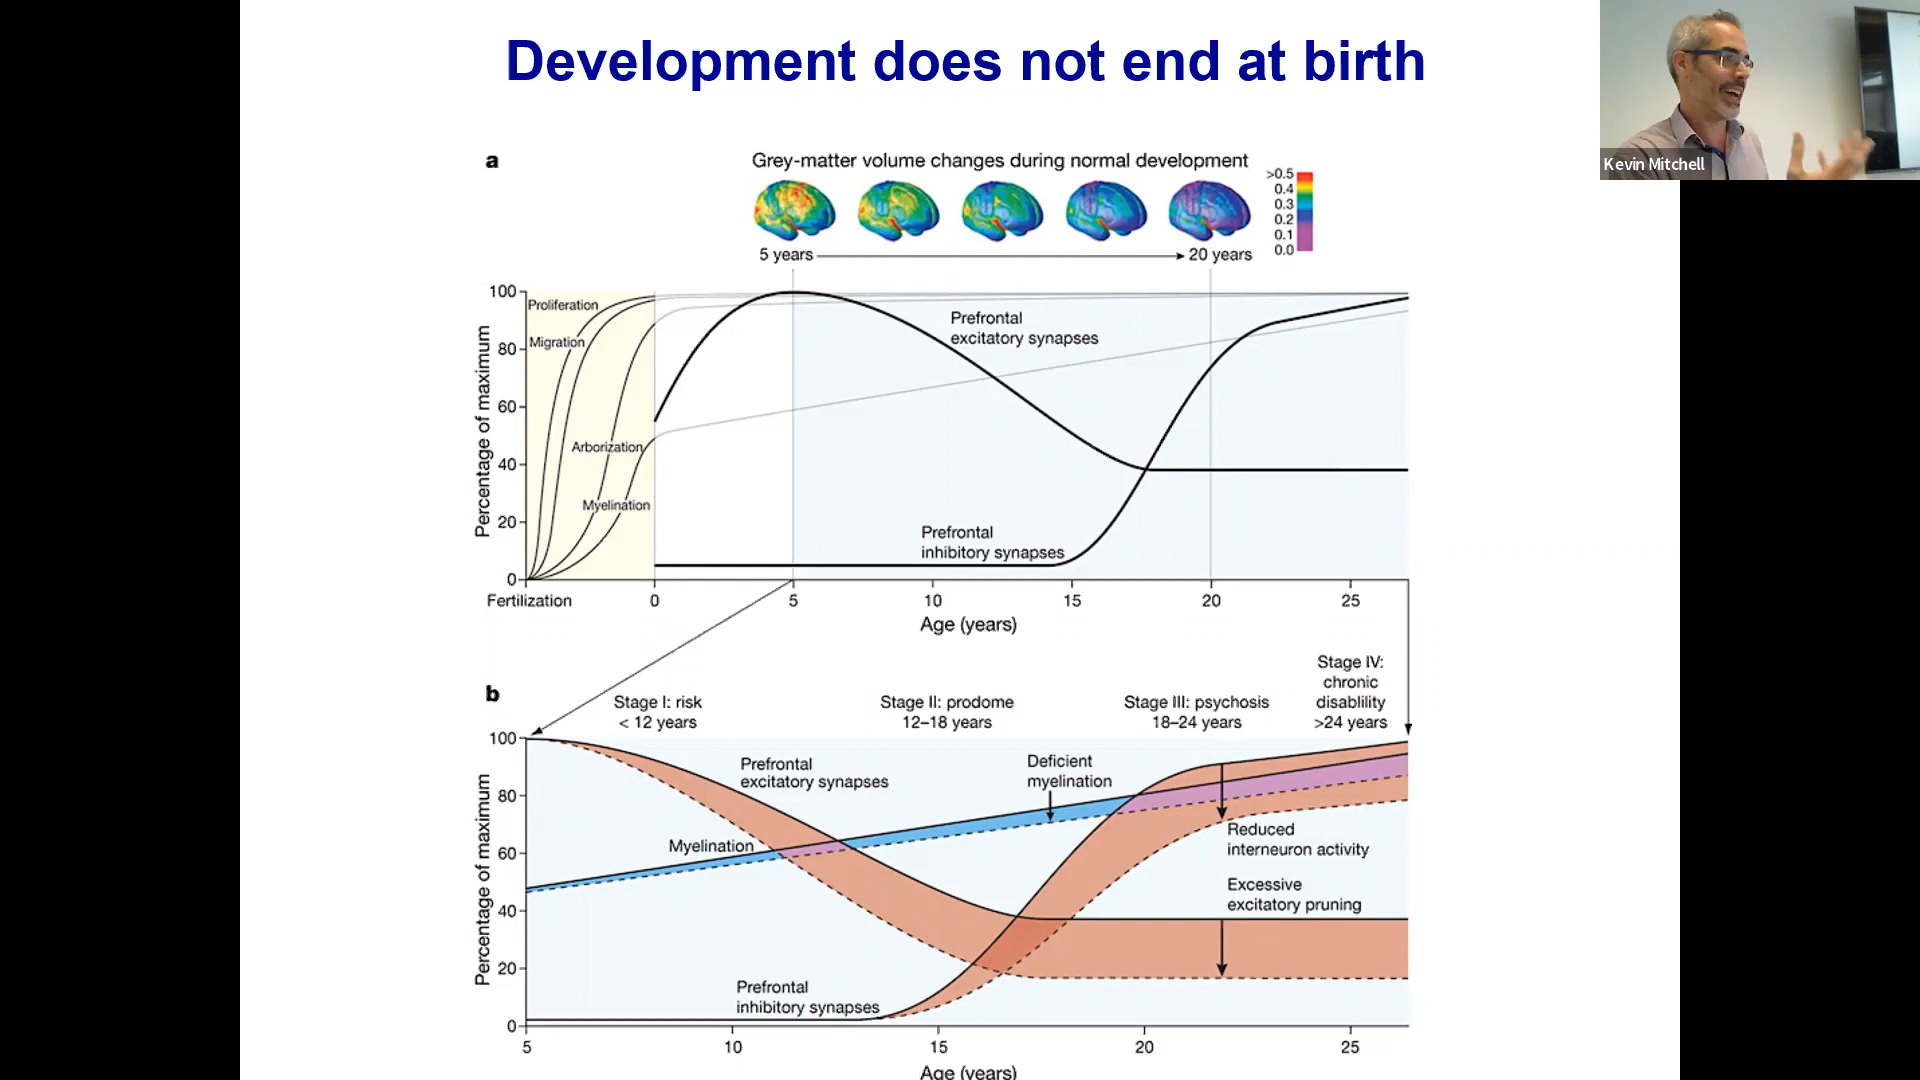 Development does not end at birth
Kevin Mitchell
a
Grey-matter volume changes during normal development
>0.5
0.4
0.3
0.2
0.1
0.0
5 years
20 years
100
80
60
40
20
0
Percentage of maximum
Proliferation
Migration
Arborization
Myelination
Prefrontal
excitatory synapses
Prefrontal
inhibitory synapses
Fertilization
0
5
10
15
20
25
Age (years)
b
Stage I: risk
< 12 years
Stage II: prodome
12–18 years
Stage III: psychosis
18–24 years
Stage IV:
chronic
disablility
>24 years
100
80
60
40
20
0
Percentage of maximum
Prefrontal
excitatory synapses
Deficient
myelination
Myelination
Reduced
interneuron activity
Excessive
excitatory pruning
Prefrontal
inhibitory synapses
5
10
15
20
25
Age (years)